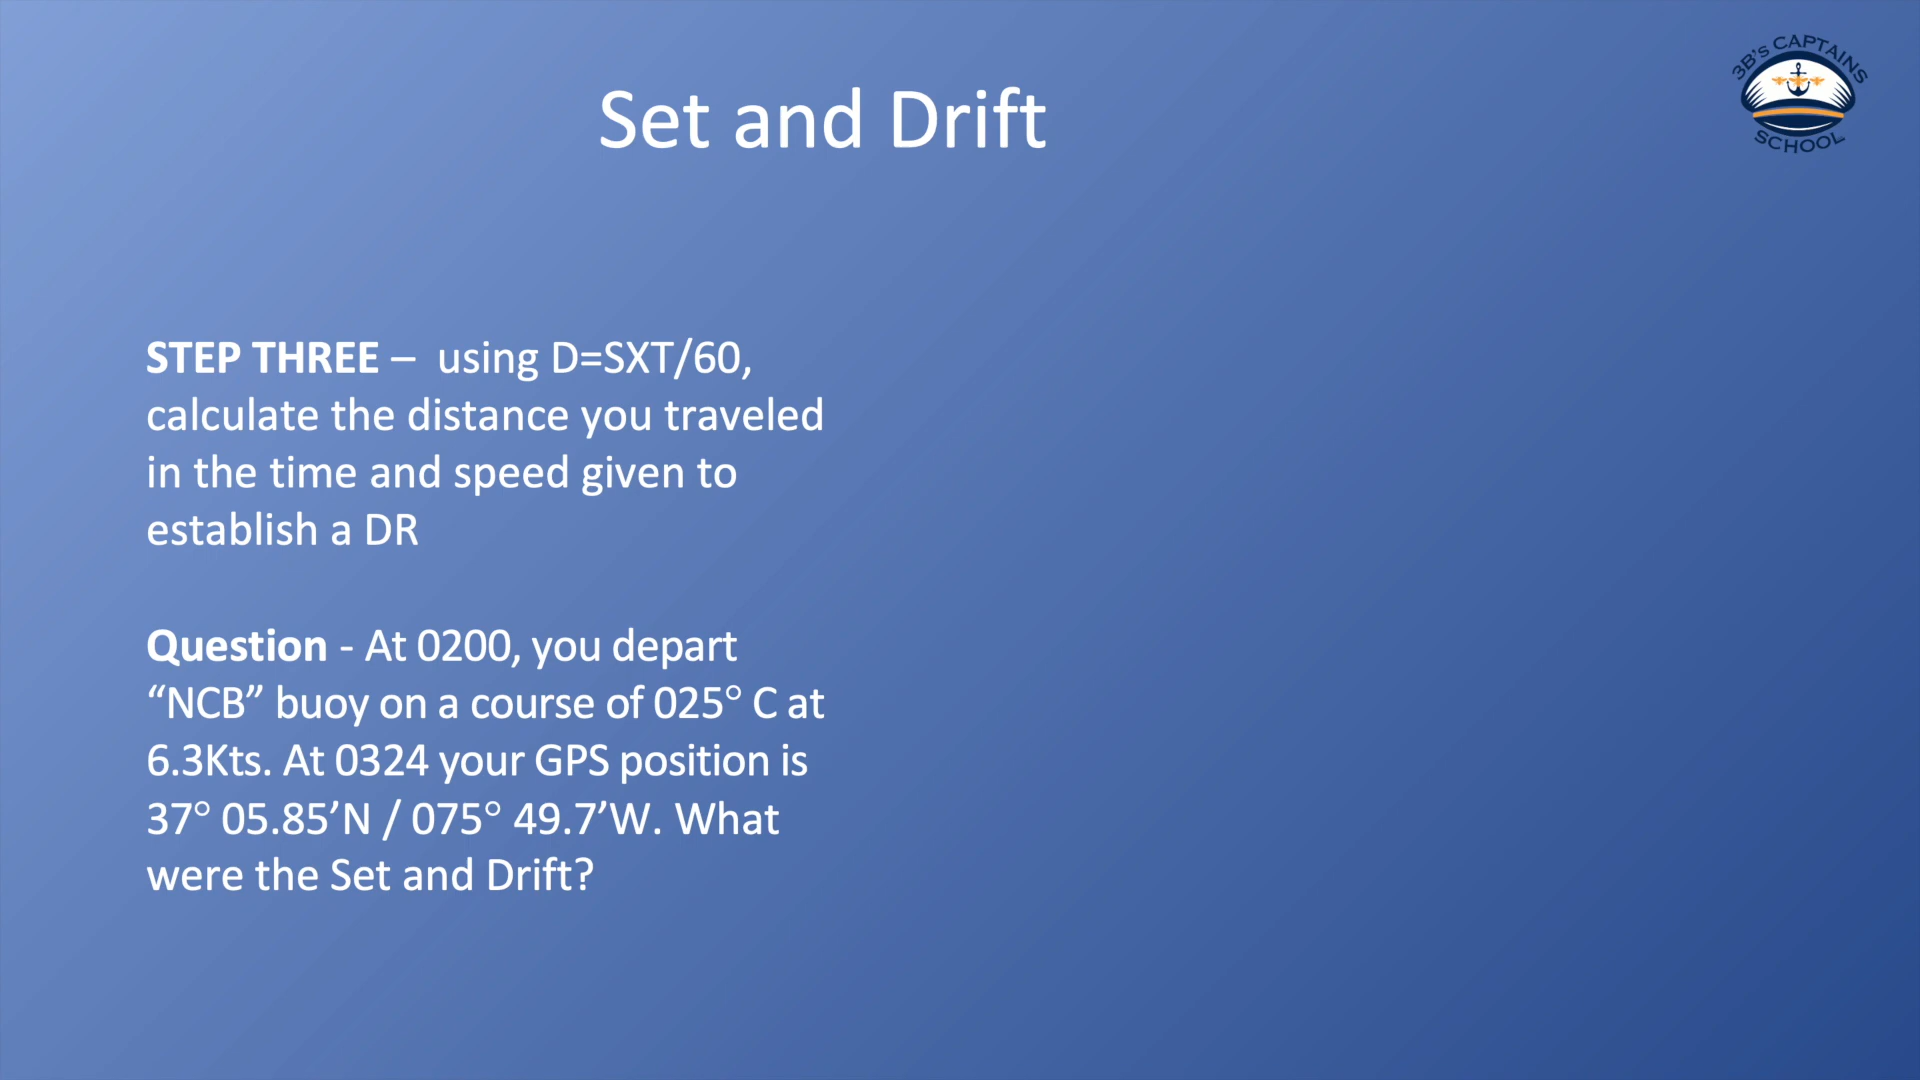 3B's CAPTAINS
SCHOOL
Set and Drift
STEP THREE –  using D=SXT/60,
calculate the distance you traveled
in the time and speed given to
establish a DR
Question - At 0200, you depart
“NCB” buoy on a course of 025° C at
6.3Kts. At 0324 your GPS position is
37° 05.85’N / 075° 49.7’W. What
were the Set and Drift?